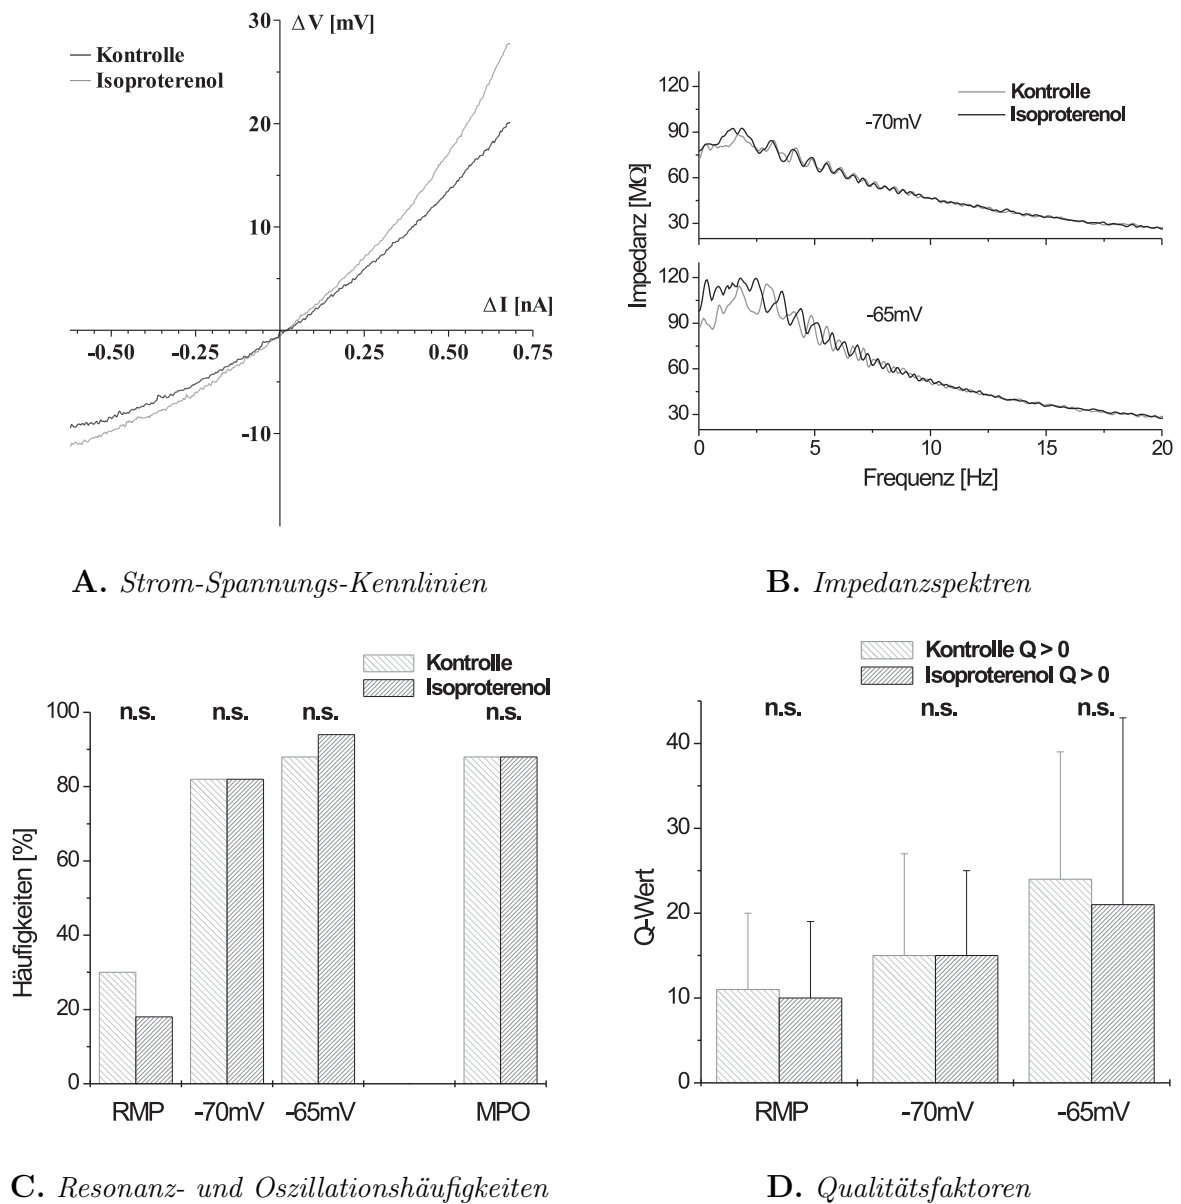 30
ΔV [mV]
Kontrolle
Isoproterenol
20
10
ΔI [nA]
-0.50
-0.25
0.25
0.50
0.75
-10
A. Strom-Spannungs-Kennlinien
Kontrolle
Isoproterenol
120
-70mV
90
60
30
Impedanz [MΩ]
120
-65mV
90
60
30
0
5
10
15
20
Frequenz [Hz]
B. Impedanzspektren
Kontrolle
Isoproterenol
n.s.
n.s.
n.s.
n.s.
100
80
60
40
20
0
Häufigkeiten [%]
RMP
-70mV
-65mV
MPO
C. Resonanz- und Oszillationshäufigkeiten
Kontrolle Q > 0
Isoproterenol Q > 0
n.s.
n.s.
n.s.
40
30
20
10
0
Q-Wert
RMP
-70mV
-65mV
D. Qualitätsfaktoren